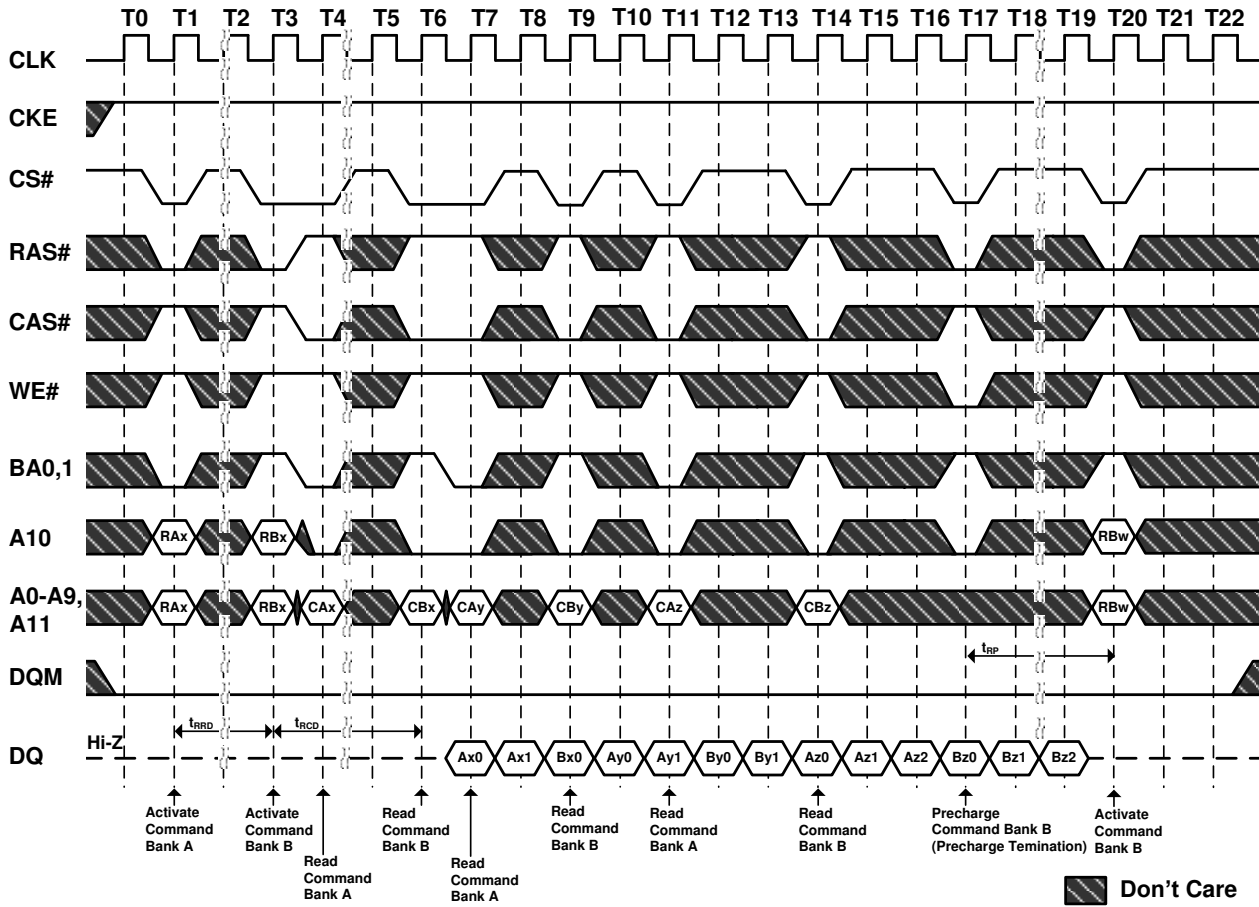 T0 T1 T2 T3 T4 T5 T6 T7 T8 T9 T10 T11 T12 T13 T14 T15 T16 T17 T18 T19 T20 T21 T22
CLK
CKE
CS#
RAS#
CAS#
WE#
BA0,1
A10
RAx RBx RBw
A0-A9,
A11
RAx RBx CAx CBx CAy CBy CAz CBz RBw
tRP
DQM
tRRD tRCD
Hi-Z
DQ
Ax0 Ax1 Bx0 Ay0 Ay1 By0 By1 Az0 Az1 Az2 Bz0 Bz1 Bz2
Activate
Command
Bank A
Activate
Command
Bank B
Read
Command
Bank A
Read
Command
Bank B
Read
Command
Bank A
Read
Command
Bank B
Read
Command
Bank A
Read
Command
Bank B
Precharge
Command Bank B
(Precharge Temination)
Activate
Command
Bank B
Don't Care